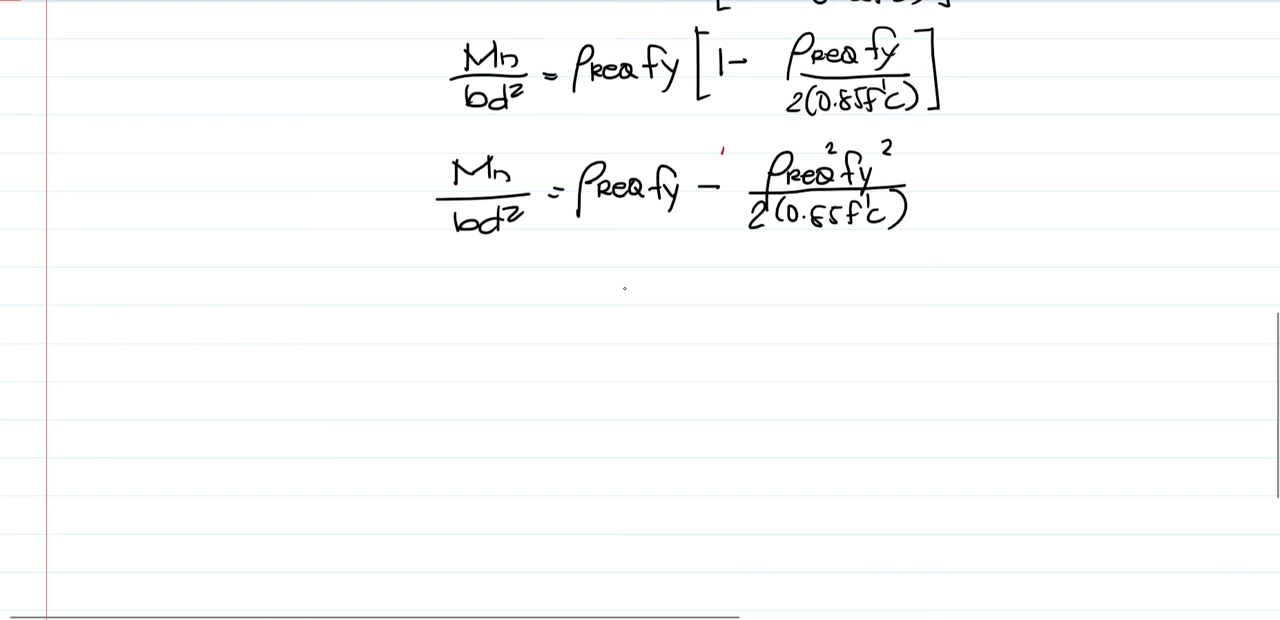 Mn/bd² = ρREQ fy [1 - ρREQ fy / 2(0.85f'c)]
Mn/bd² = ρREQ fy - ρREQ² fy² / 2(0.85f'c)